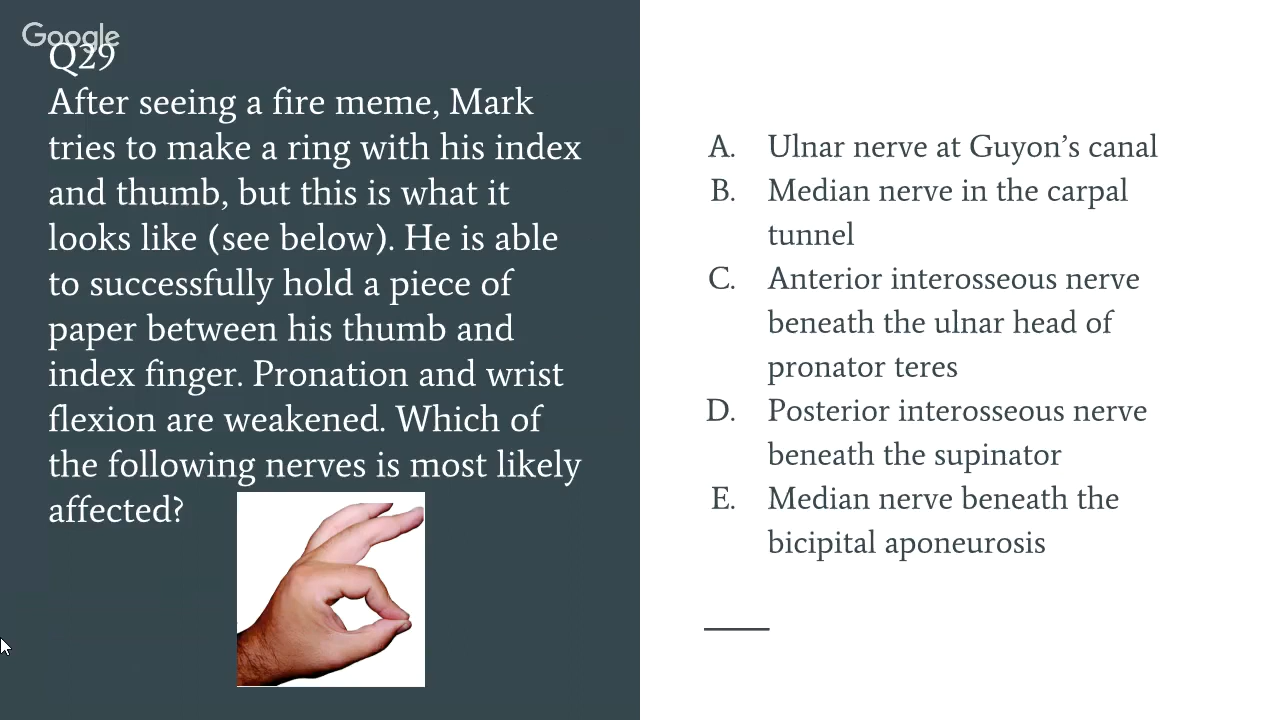 Google
Q29
After seeing a fire meme, Mark
tries to make a ring with his index
and thumb, but this is what it
looks like (see below). He is able
to successfully hold a piece of
paper between his thumb and
index finger. Pronation and wrist
flexion are weakened. Which of
the following nerves is most likely
affected?
A. Ulnar nerve at Guyon’s canal
B. Median nerve in the carpal
tunnel
C. Anterior interosseous nerve
beneath the ulnar head of
pronator teres
D. Posterior interosseous nerve
beneath the supinator
E. Median nerve beneath the
bicipital aponeurosis